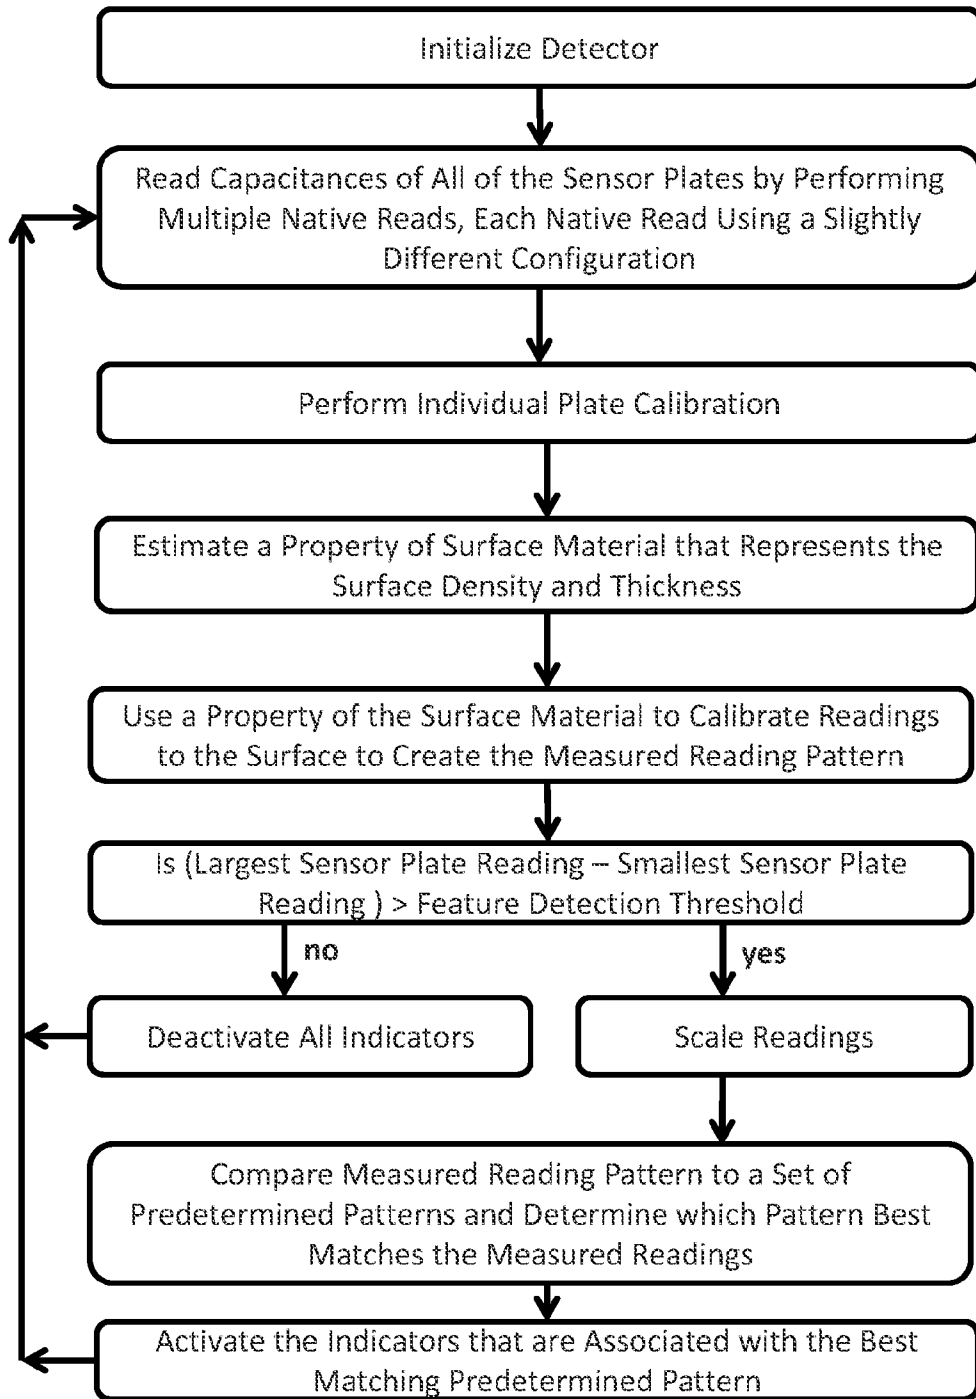 Initialize Detector
Read Capacitances of All of the Sensor Plates by Performing
Multiple Native Reads, Each Native Read Using a Slightly
Different Configuration
Perform Individual Plate Calibration
Estimate a Property of Surface Material that Represents the
Surface Density and Thickness
Use a Property of the Surface Material to Calibrate Readings
to the Surface to Create the Measured Reading Pattern
Is (Largest Sensor Plate Reading – Smallest Sensor Plate
Reading ) > Feature Detection Threshold
no
yes
Deactivate All Indicators
Scale Readings
Compare Measured Reading Pattern to a Set of
Predetermined Patterns and Determine which Pattern Best
Matches the Measured Readings
Activate the Indicators that are Associated with the Best
Matching Predetermined Pattern